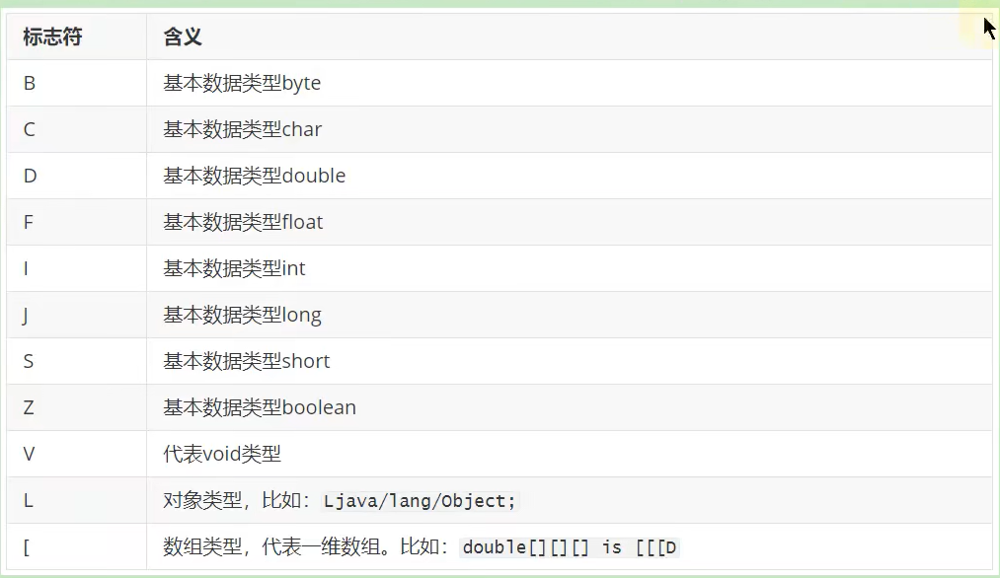 标志符 含义
B 基本数据类型byte
C 基本数据类型char
D 基本数据类型double
F 基本数据类型float
I 基本数据类型int
J 基本数据类型long
S 基本数据类型short
Z 基本数据类型boolean
V 代表void类型
L 对象类型，比如：Ljava/lang/Object;
[ 数组类型，代表一维数组。比如：double[][][] is [[[D